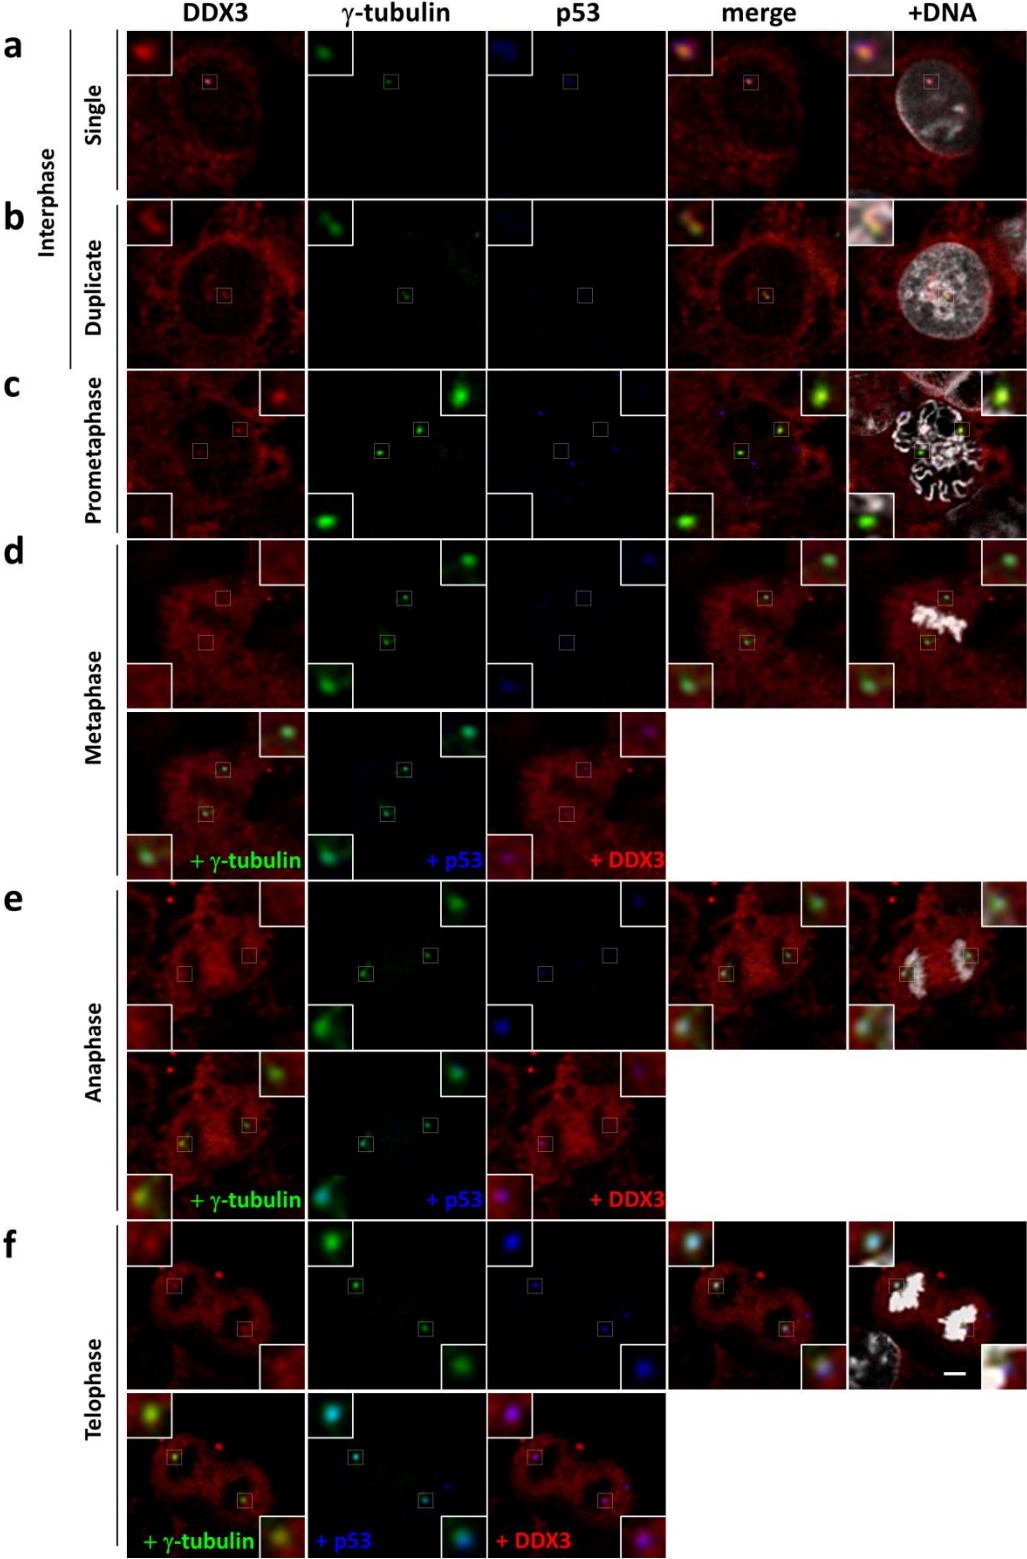 DDX3 γ-tubulin p53 merge +DNA
a
Interphase
Single
b
Duplicate
c
Prometaphase
d
Metaphase
+ γ-tubulin + p53 + DDX3
e
Anaphase
+ γ-tubulin + p53 + DDX3
f
Telophase
+ γ-tubulin + p53 + DDX3